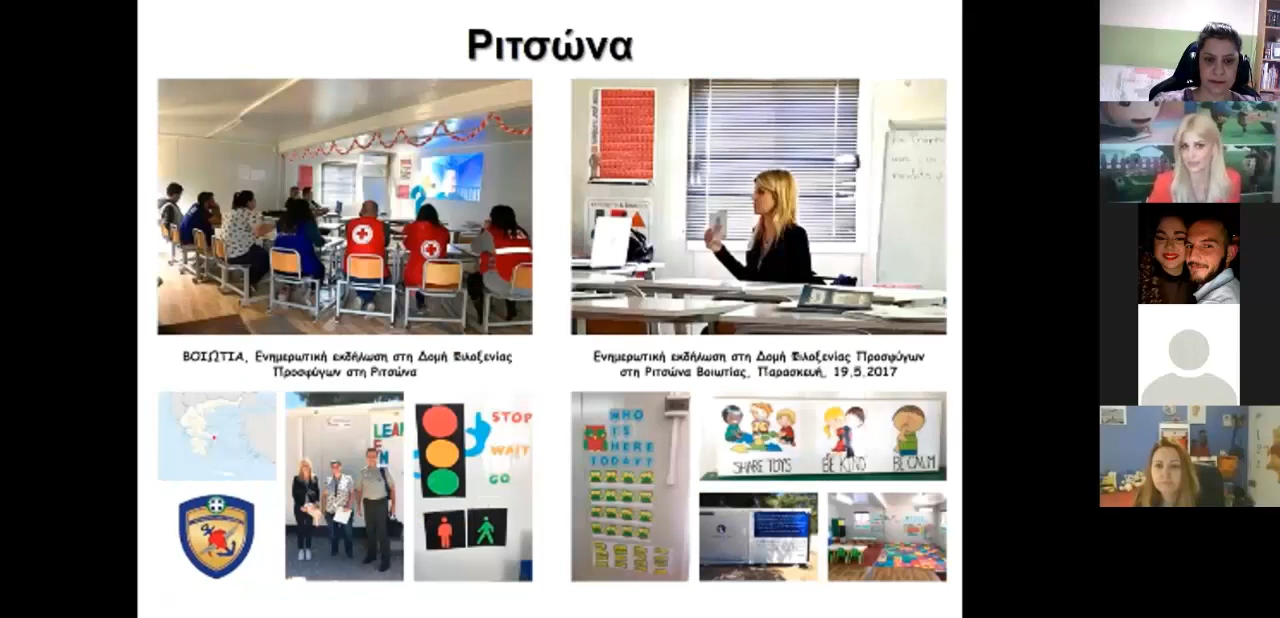 Ριτσώνα
ΒΟΙΩΤΙΑ, Ενημερωτική εκδήλωση στη Δομή Φιλοξενίας
Προσφύγων στη Ριτσώνα
Ενημερωτική εκδήλωση στη Δομή Φιλοξενίας Προσφύγων
στη Ριτσώνα Βοιωτίας, Παρασκευή, 19.5.2017
STOP
WAIT
GO
WHO
IS
HERE
TODAY?
SHARE TOYS
BE KIND
BE CALM